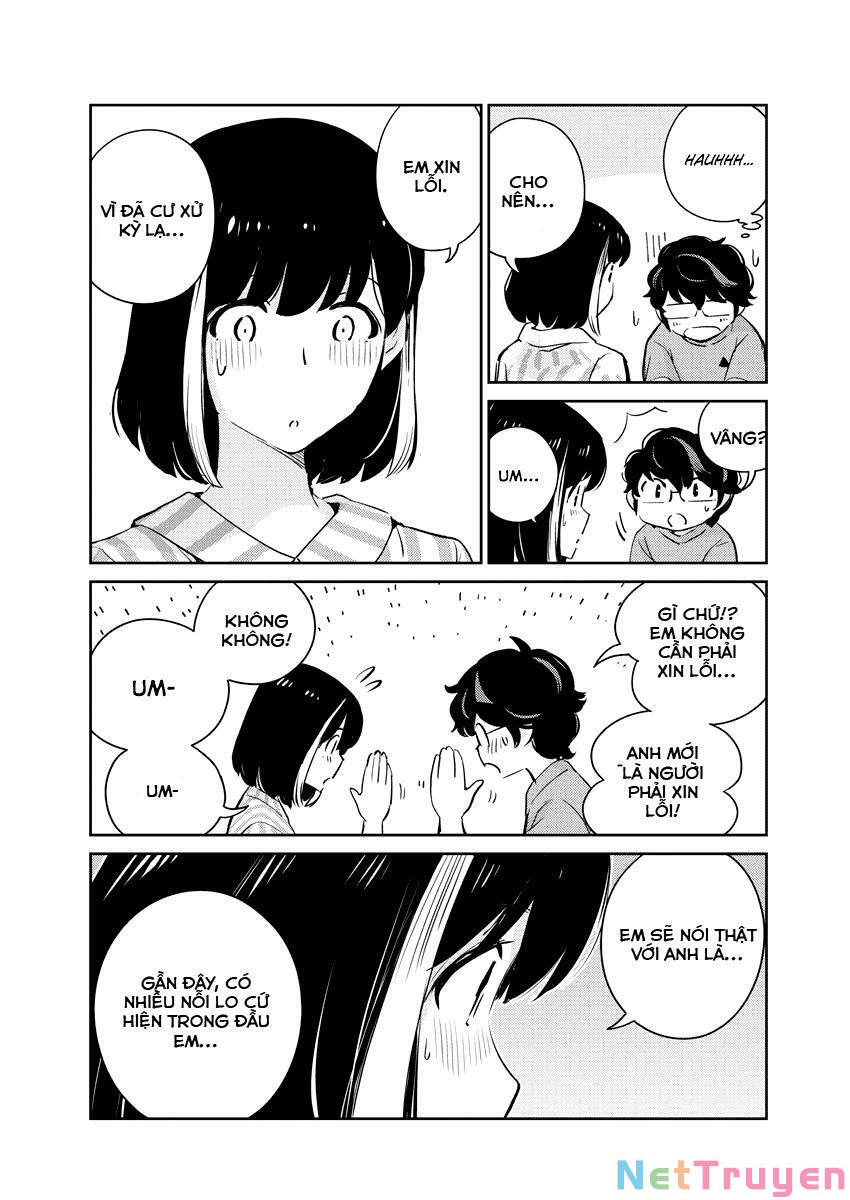 HAUHHH...
CHO
NÊN...
VÂNG?
UM...
EM XIN
LỖI.
VÌ ĐÃ CƯ XỬ
KỲ LẠ...
GÌ CHỨ!?
EM KHÔNG
CẦN PHẢI
XIN LỖI...
ANH MỚI
LÀ NGƯỜI
PHẢI XIN
LỖI!
KHÔNG
KHÔNG!
UM-
UM-
EM SẼ NÓI THẬT
VỚI ANH LÀ...
GẦN ĐÂY, CÓ
NHIỀU NỖI LO CỨ
HIỆN TRONG ĐẦU
EM...
NetTruyen